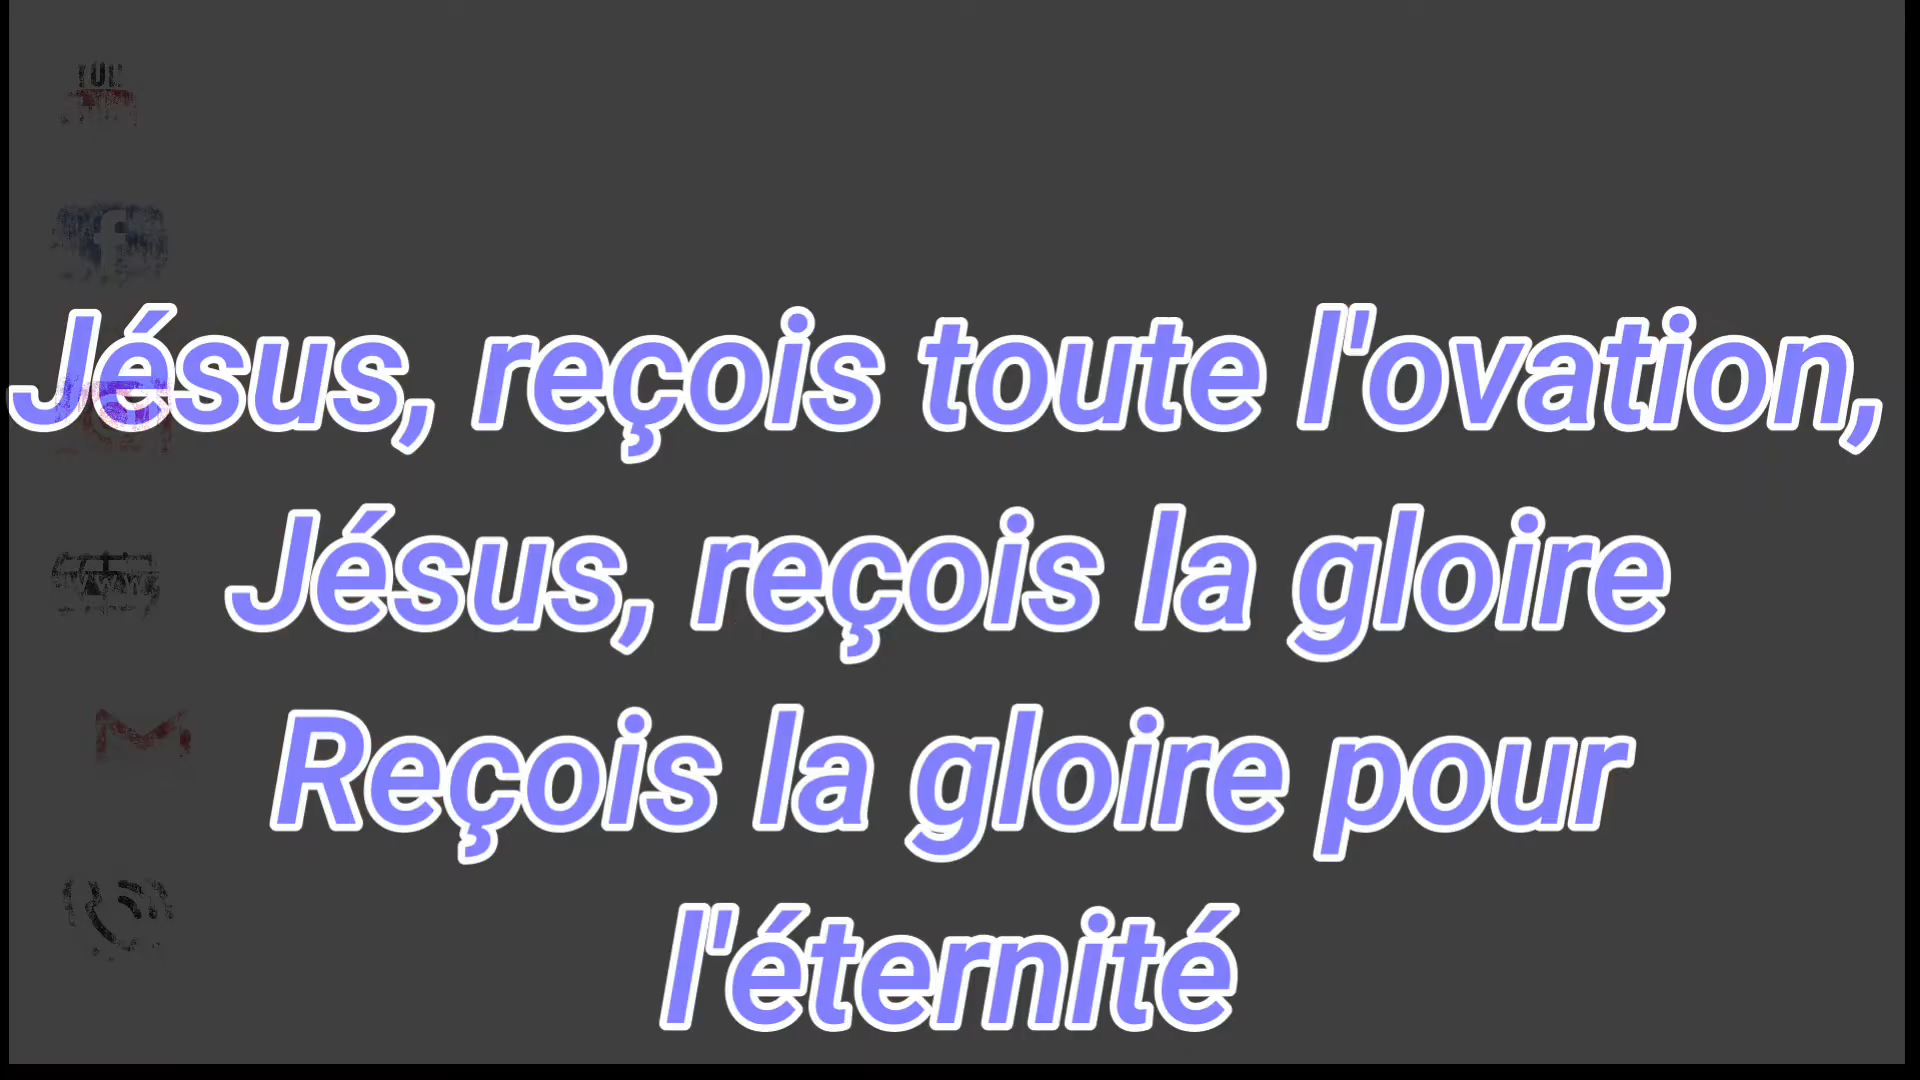 Jésus, reçois toute l'ovation,
Jésus, reçois la gloire
Reçois la gloire pour
l'éternité